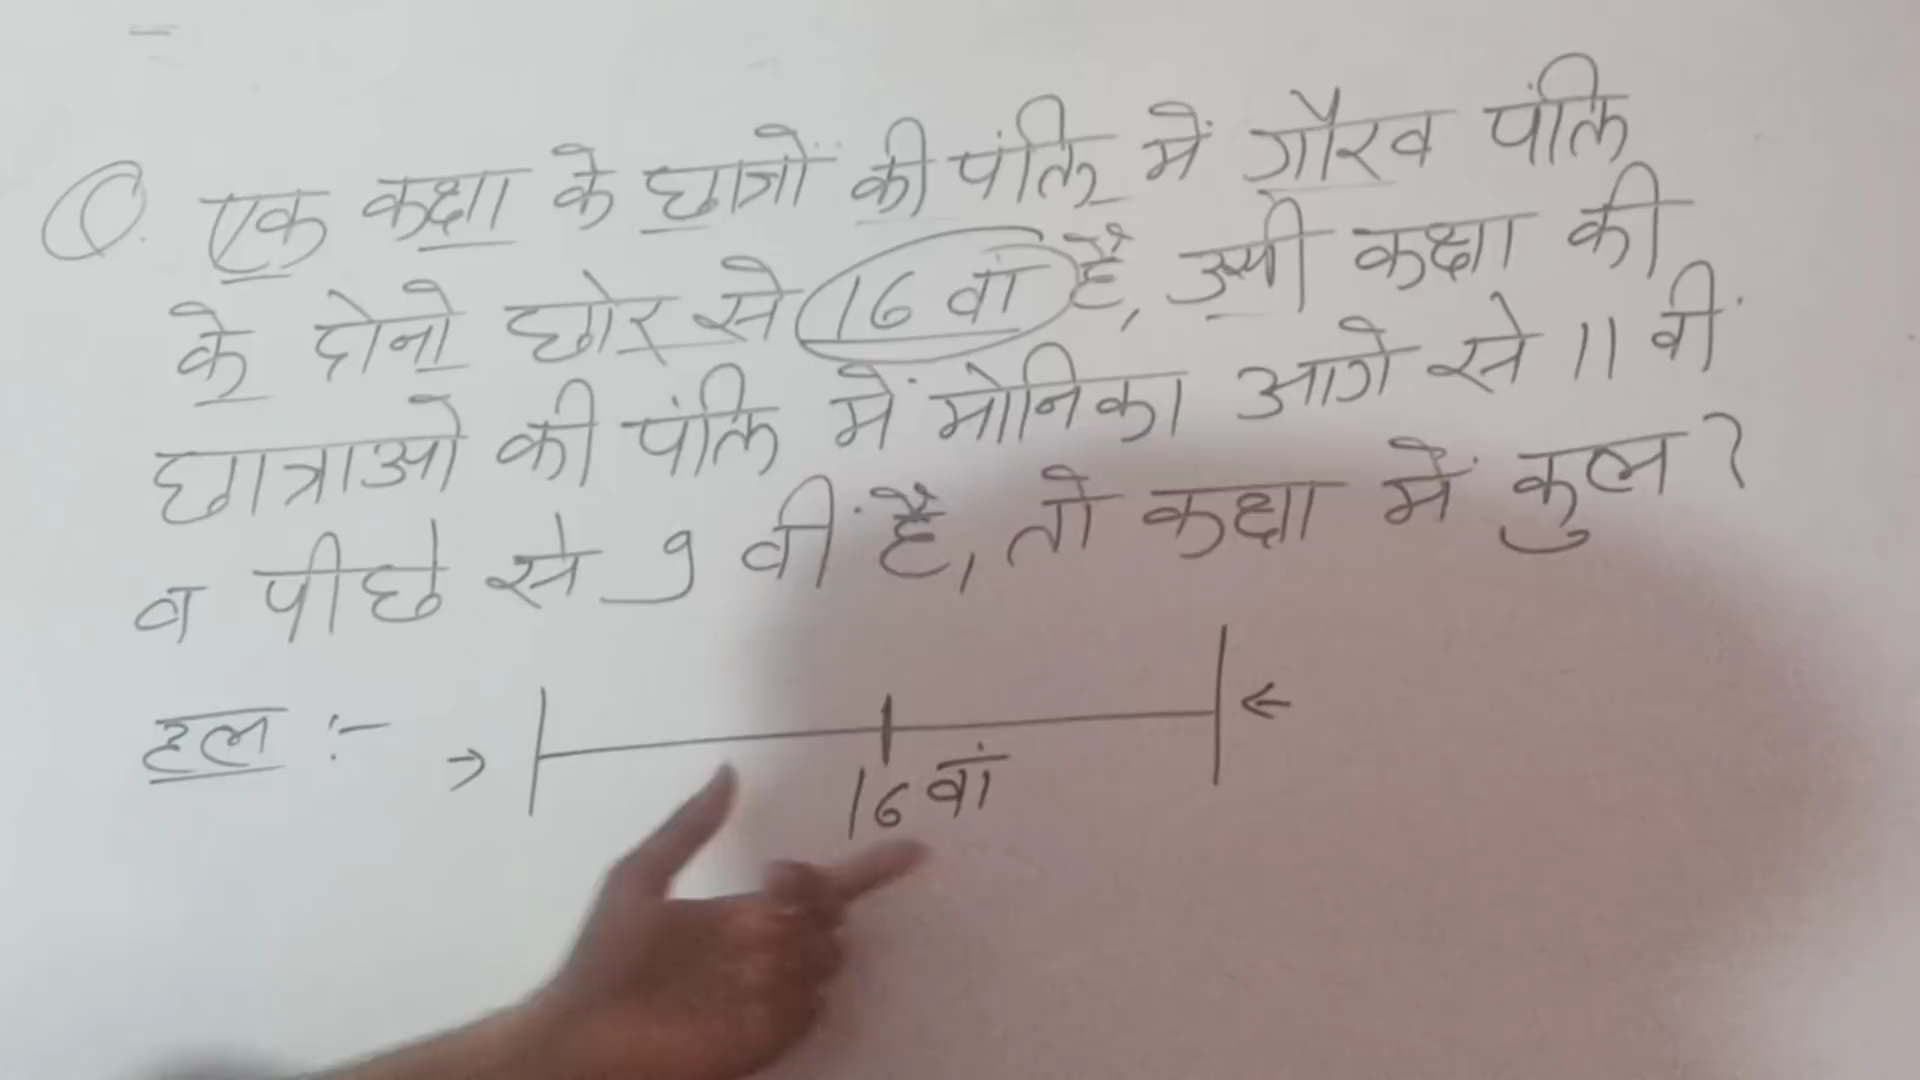 Q. एक कक्षा के छात्रों की पंक्ति में गौरव पंक्ति
के दोनो छोर से 16 वां है, उसी कक्षा की
छात्राओ की पंक्ति में मोनिका आगे से 11 वीं
व पीछे से 9 वीं है, तो कक्षा में कुल ?
हल :-
16 वां